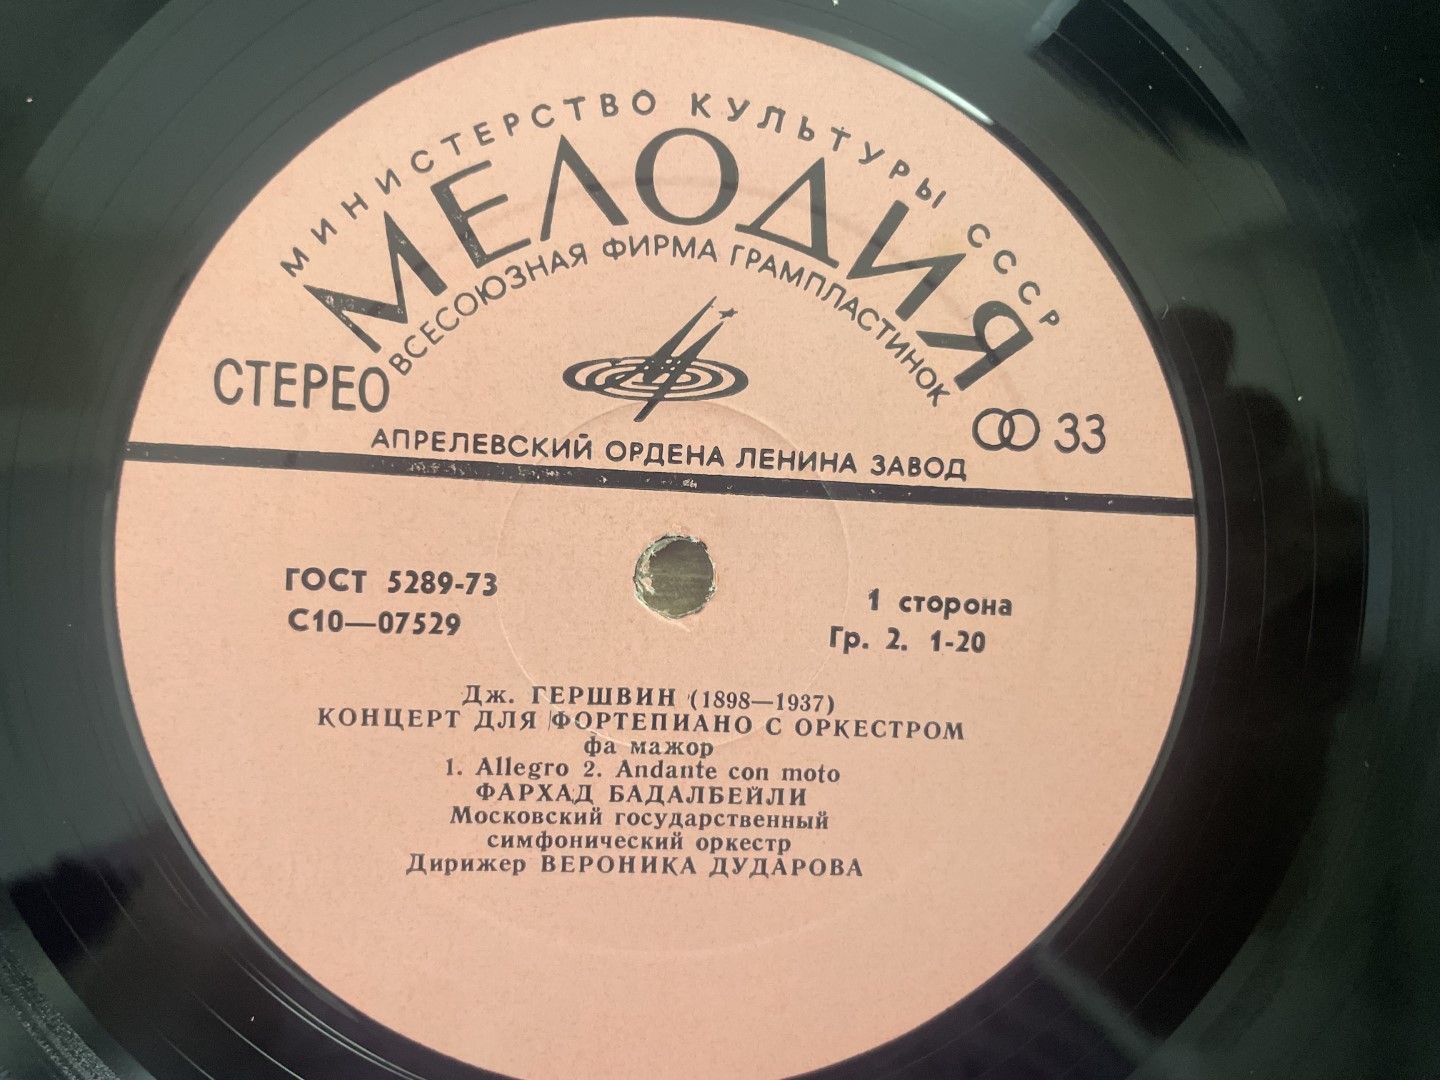 МИНИСТЕРСТВО КУЛЬТУРЫ СССР
МЕЛОДИЯ
ВСЕСОЮЗНАЯ ФИРМА ГРАМПЛАСТИНОК
СТЕРЕО
33
АПРЕЛЕВСКИЙ ОРДЕНА ЛЕНИНА ЗАВОД
ГОСТ 5289-73
С10—07529
1 сторона
Гр. 2. 1-20
Дж. ГЕРШВИН (1898—1937)
КОНЦЕРТ ДЛЯ ФОРТЕПИАНО С ОРКЕСТРОМ
фа мажор
1. Allegro 2. Andante con moto
ФАРХАД БАДАЛБЕЙЛИ
Московский государственный
симфонический оркестр
Дирижер ВЕРОНИКА ДУДАРОВА